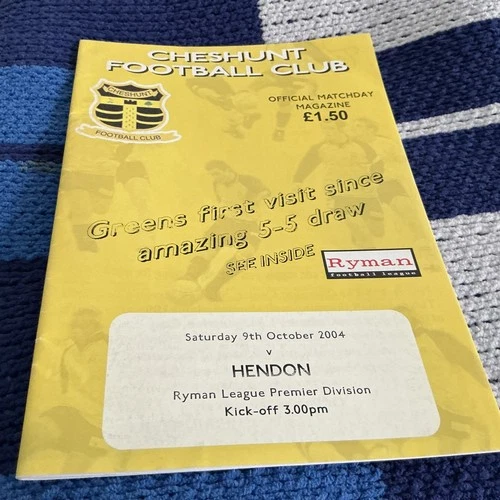 CHESHUNT
FOOTBALL CLUB
CHESHUNT
FOOTBALL CLUB
OFFICIAL MATCHDAY
MAGAZINE
£1.50
Greens first visit since
amazing 5-5 draw
SEE INSIDE
Ryman
football league
Saturday 9th October 2004
v
HENDON
Ryman League Premier Division
Kick-off 3.00pm